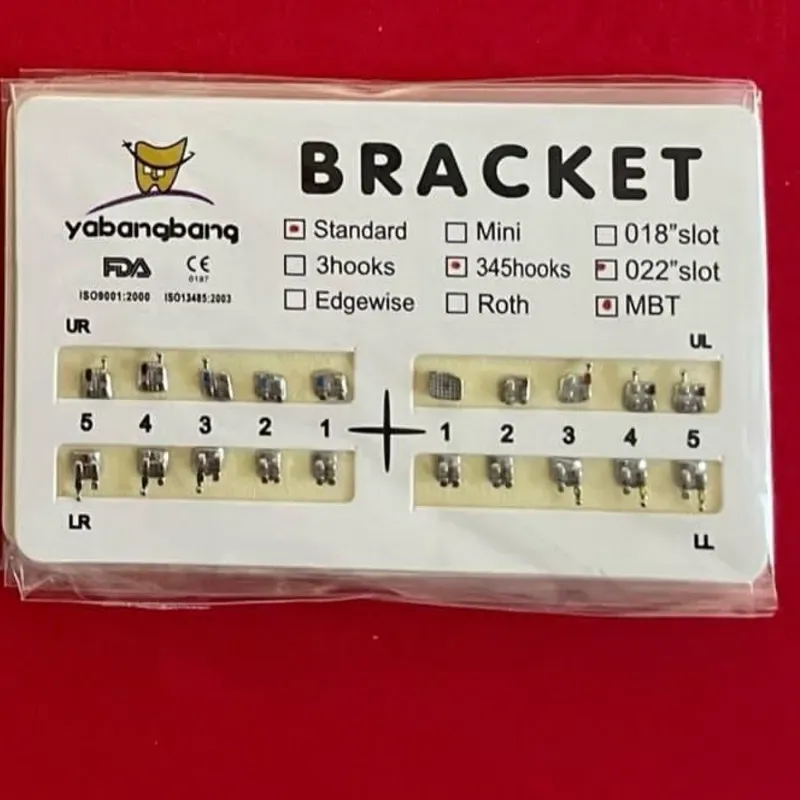 BRACKET
yabangbang
Standard Mini 018"slot
FDA CE 0197
3hooks 345hooks 022"slot
ISO9001:2000 ISO13485:2003
Edgewise Roth MBT
UR UL
5 4 3 2 1 1 2 3 4 5
LR LL